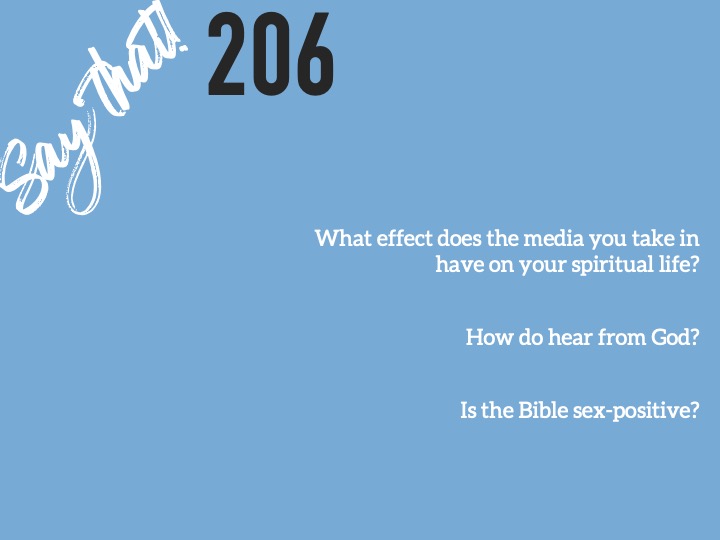 Say that!
206
What effect does the media you take in
have on your spiritual life?
How do hear from God?
Is the Bible sex-positive?